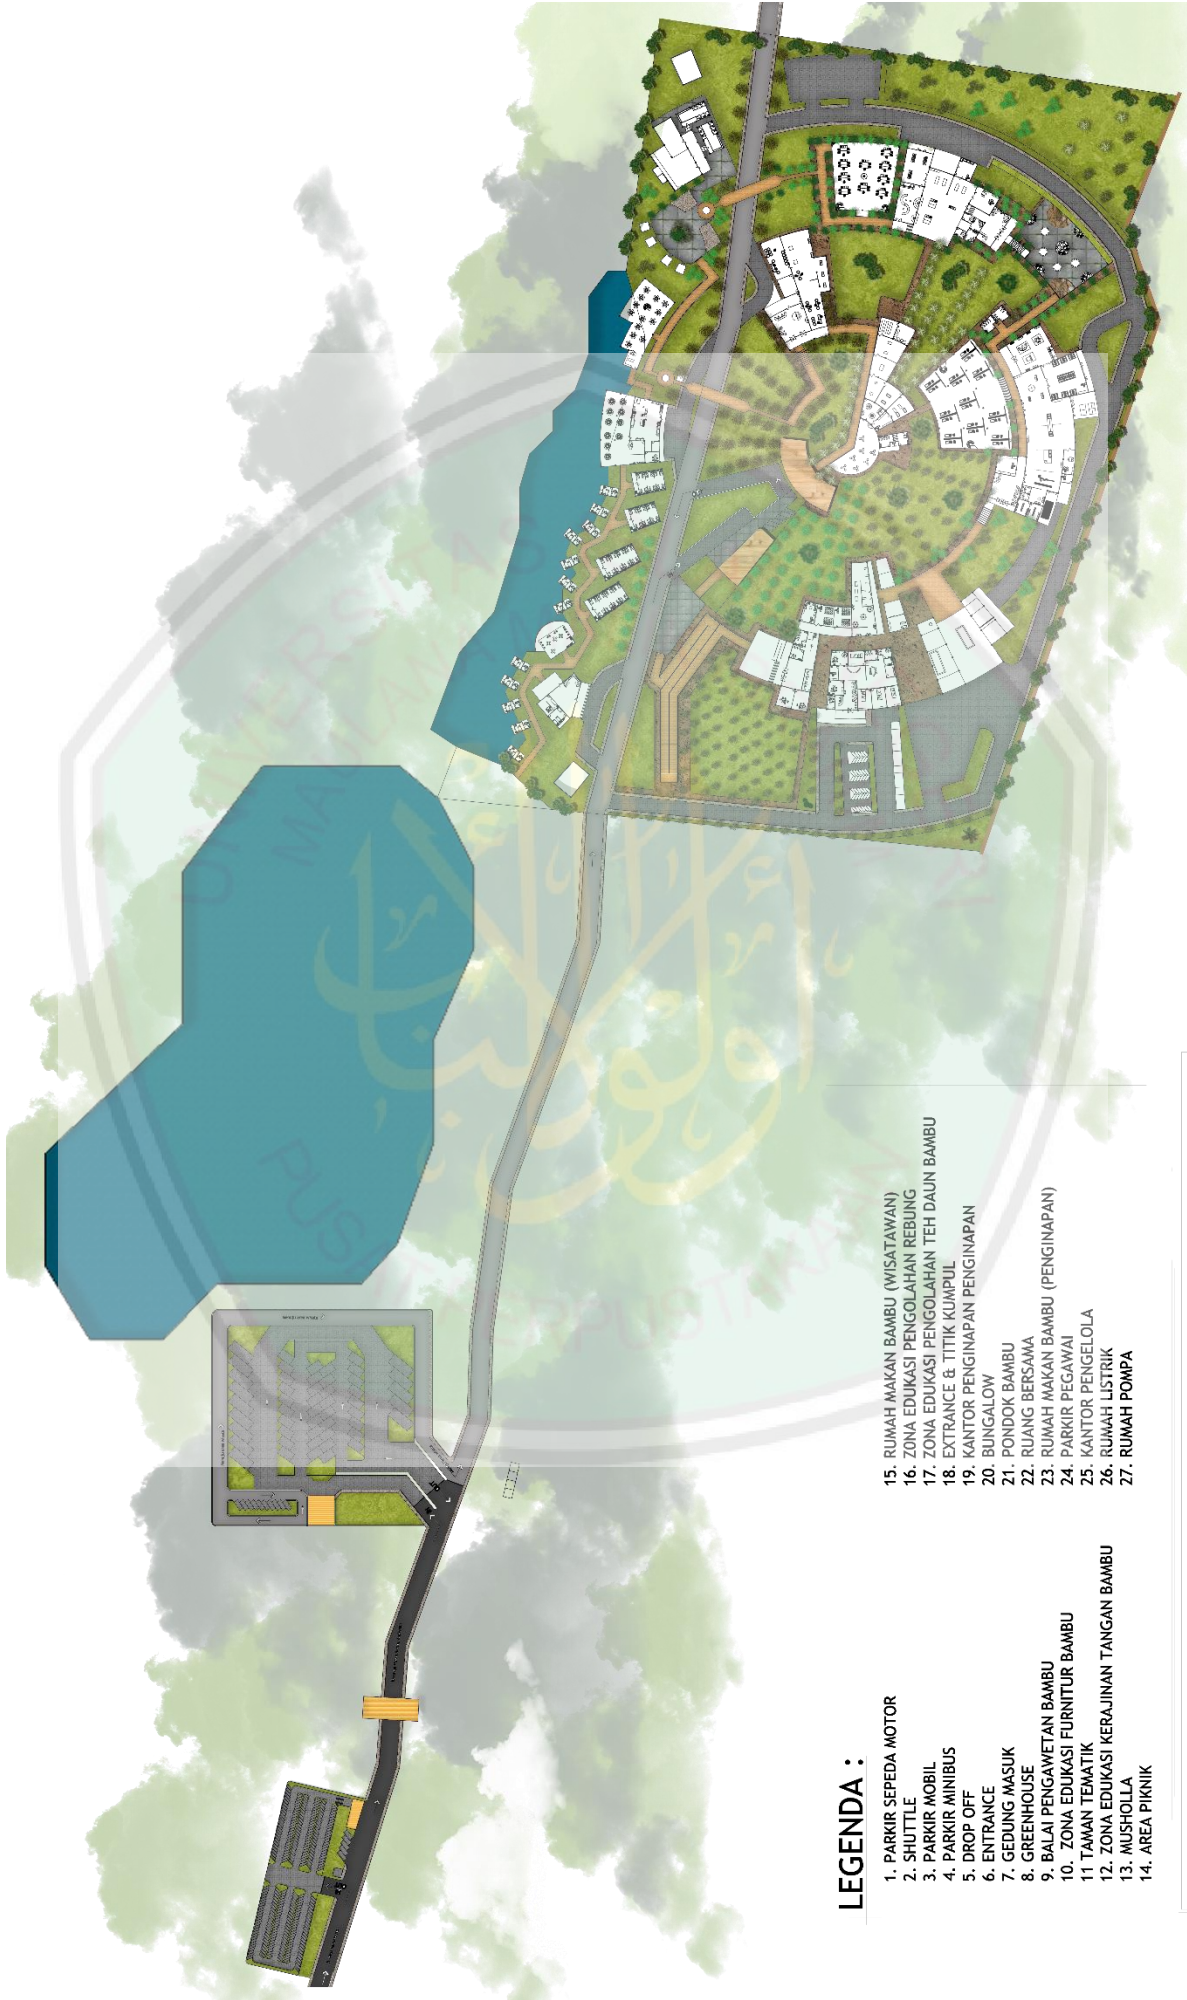 LEGENDA :
1. PARKIR SEPEDA MOTOR
2. SHUTTLE
3. PARKIR MOBIL
4. PARKIR MINIBUS
5. DROP OFF
6. ENTRANCE
7. GEDUNG MASUK
8. GREENHOUSE
9. BALAI PENGAWETAN BAMBU
10. ZONA EDUKASI FURNITUR BAMBU
11 TAMAN TEMATIK
12. ZONA EDUKASI KERAJINAN TANGAN BAMBU
13. MUSHOLLA
14. AREA PIKNIK
15. RUMAH MAKAN BAMBU (WISATAWAN)
16. ZONA EDUKASI PENGOLAHAN REBUNG
17. ZONA EDUKASI PENGOLAHAN TEH DAUN BAMBU
18. EXTRANCE & TITIK KUMPUL
19. KANTOR PENGINAPAN PENGINAPAN
20. BUNGALOW
21. PONDOK BAMBU
22. RUANG BERSAMA
23. RUMAH MAKAN BAMBU (PENGINAPAN)
24. PARKIR PEGAWAI
25. KANTOR PENGELOLA
26. RUMAH LISTRIK
27. RUMAH POMPA